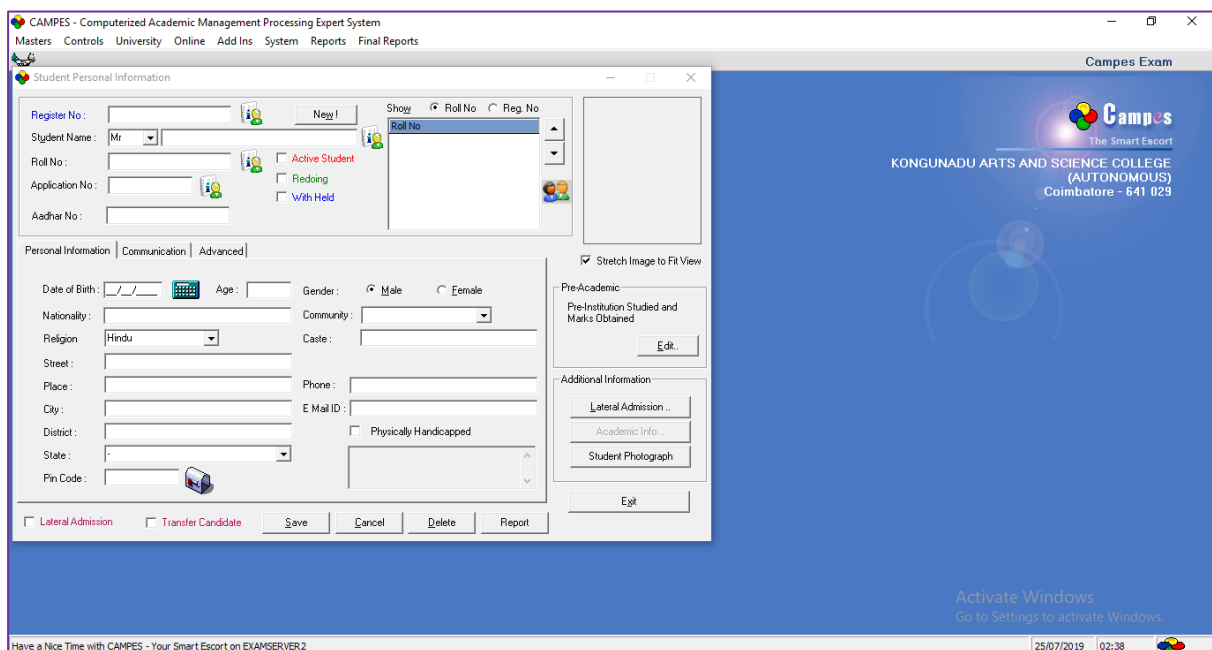 CAMPES - Computerized Academic Management Processing Expert System
Masters Controls University Online Add Ins System Reports Final Reports
Campes Exam
Student Personal Information
Register No :
New !
Show Roll No Reg. No
Roll No
Student Name : Mr
Roll No :
Active Student
Redoing
With Held
Application No :
Aadhar No :
Stretch Image to Fit View
Personal Information Communication Advanced
Date of Birth : __/__/____ Age : Gender : Male Female
Nationality : Community :
Religion Hindu Caste :
Street :
Place : Phone :
City : E Mail ID :
District : Physically Handicapped
State : -
Pin Code :
Pre-Academic
Pre-Institution Studied and
Marks Obtained
Edit..
Additional Information
Lateral Admission ..
Academic Info...
Student Photograph
Exit
Lateral Admission Transfer Candidate Save Cancel Delete Report
Campes
The Smart Escort
KONGUNADU ARTS AND SCIENCE COLLEGE
(AUTONOMOUS)
Coimbatore - 641 029
Activate Windows
Go to Settings to activate Windows.
Have a Nice Time with CAMPES - Your Smart Escort on EXAMSERVER2 25/07/2019 02:38